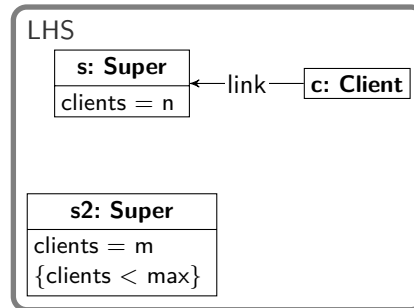 LHS
s: Super
clients = n
link
c: Client
s2: Super
clients = m
{clients < max}